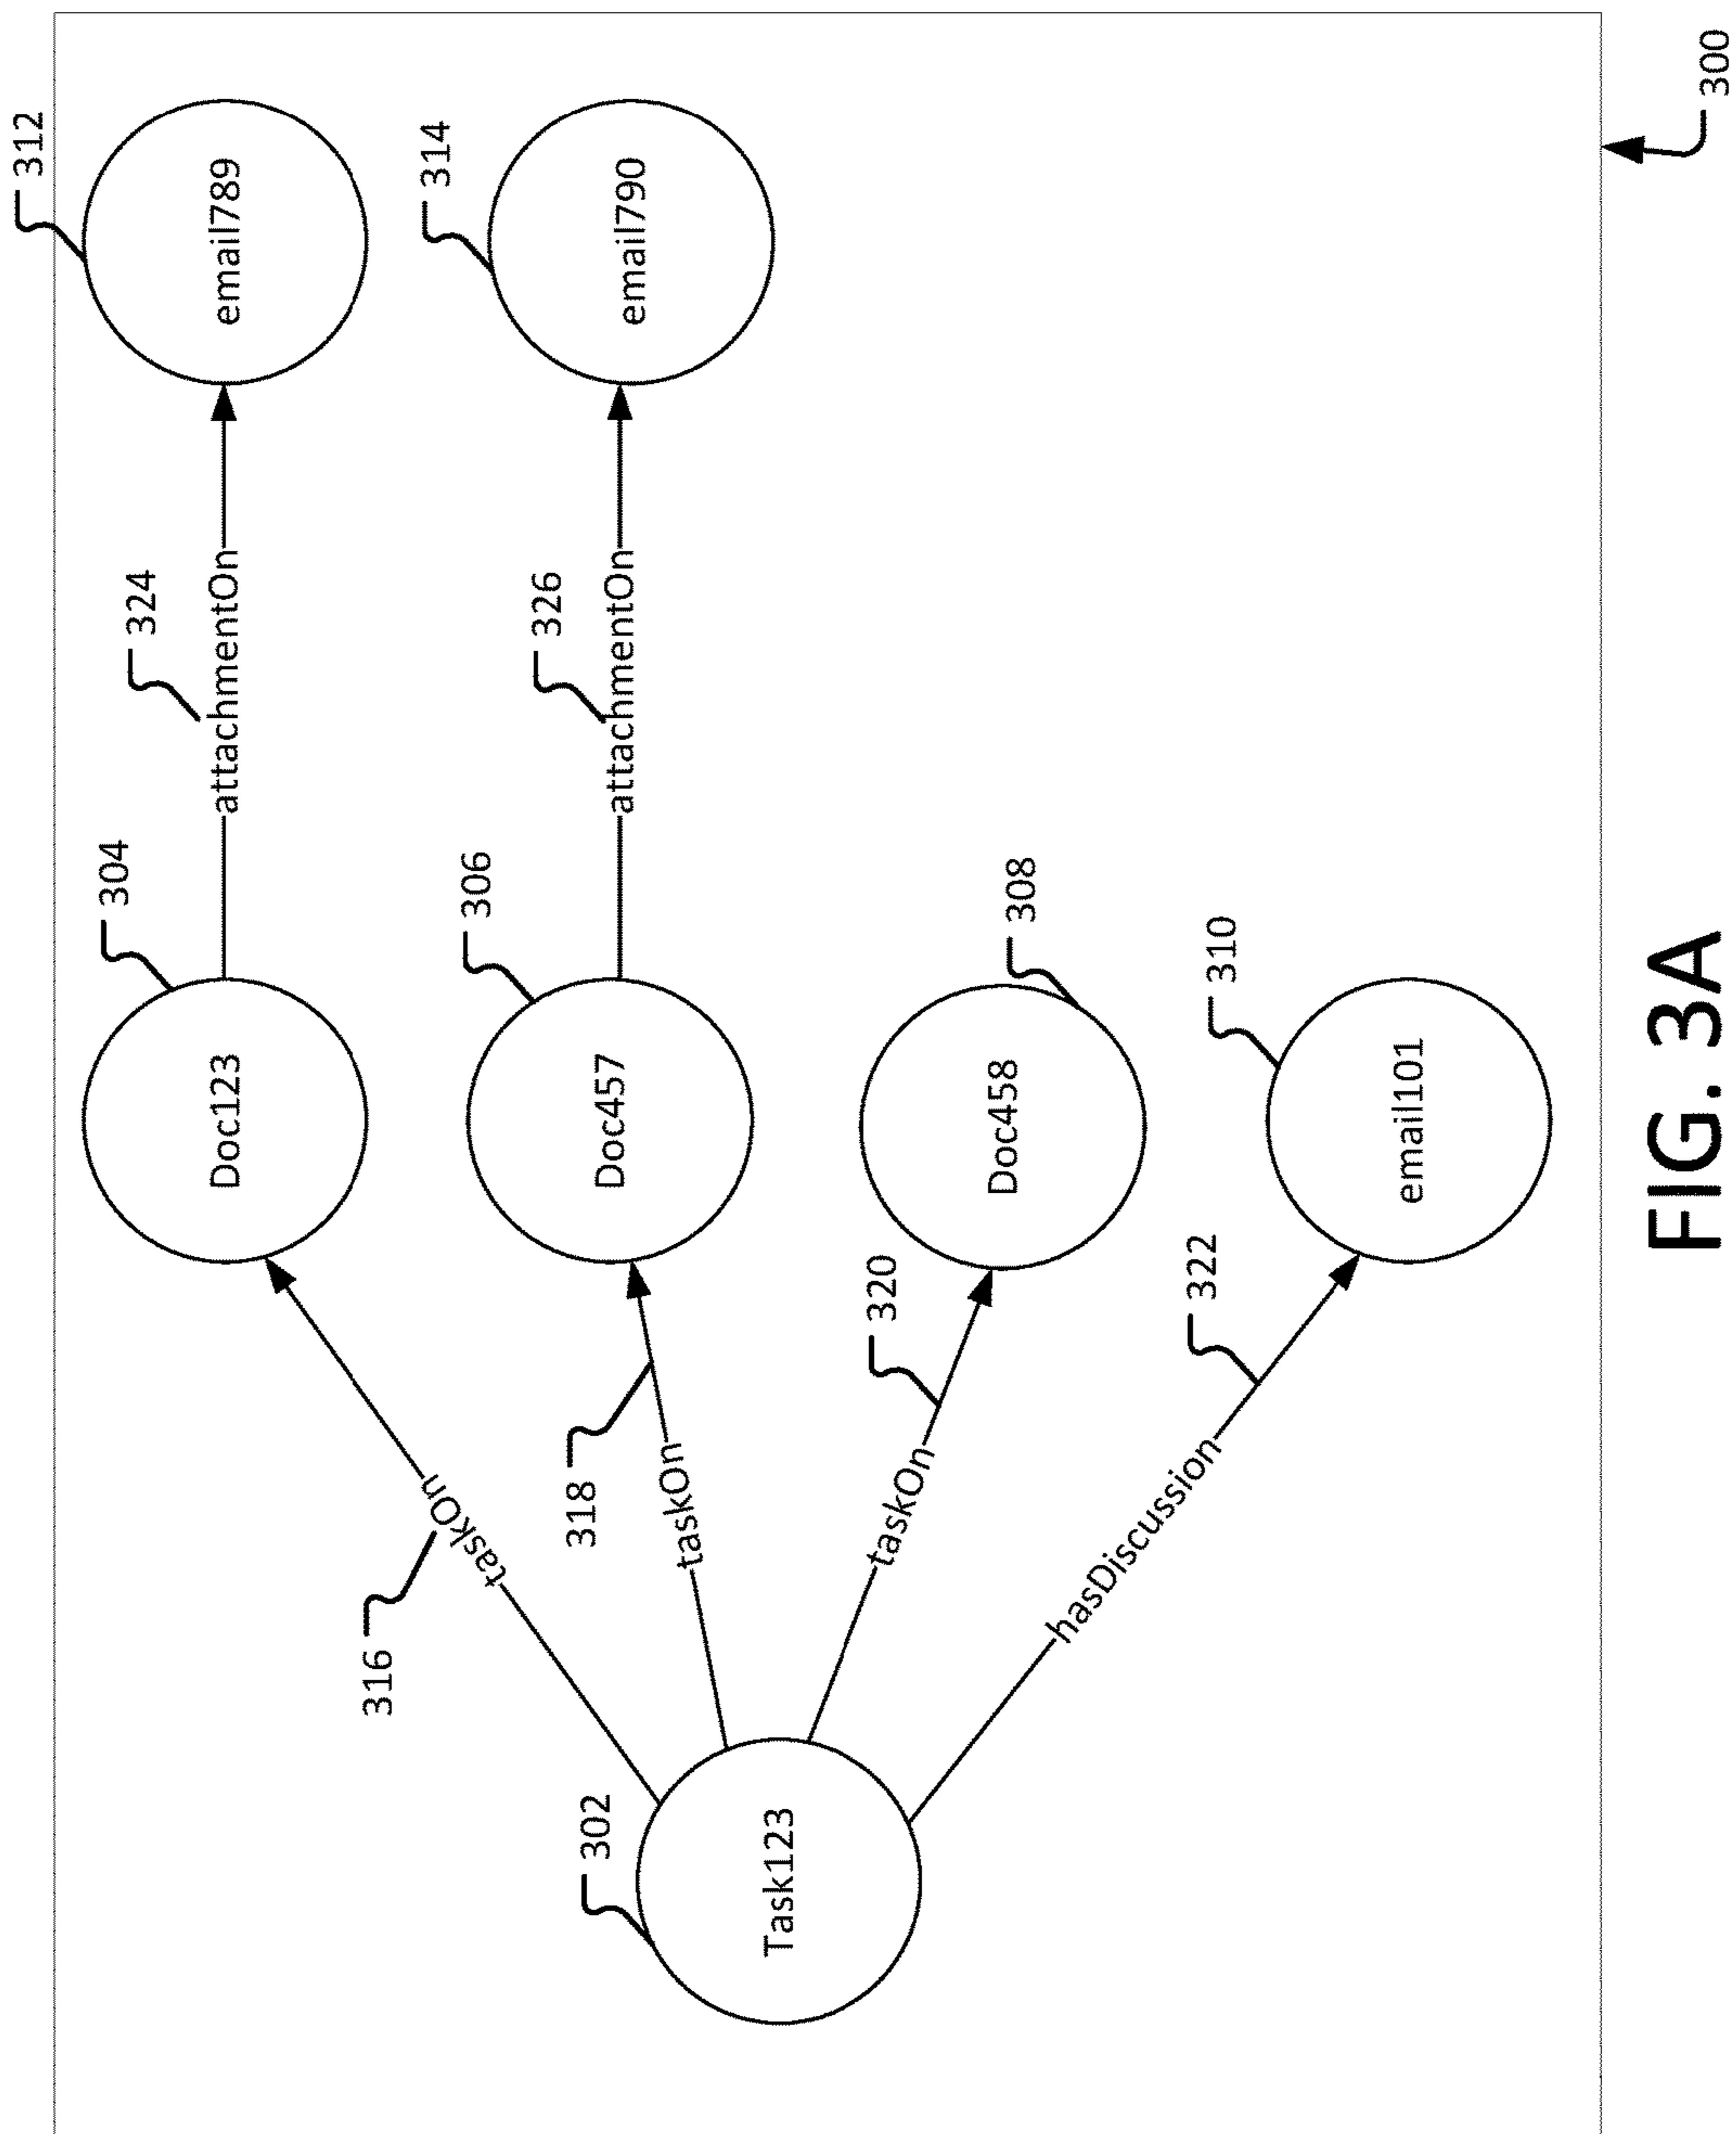 312
304
324
email789
Doc123
attachmentOn
316
taskOn
314
306
326
email790
Doc457
attachmentOn
318
taskOn
302
Task123
308
320
Doc458
taskOn
310
322
email101
hasDiscussion
300
FIG. 3A